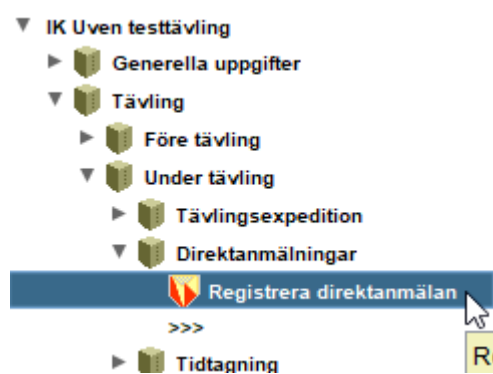 IK Uven testtävling
Generella uppgifter
Tävling
Före tävling
Under tävling
Tävlingsexpedition
Direktanmälningar
Registrera direktanmälan
>>>
Tidtagning